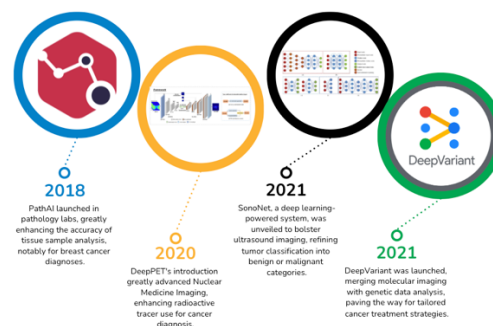 DeepVariant
2018
PathAI launched in
pathology labs, greatly
enhancing the accuracy of
tissue sample analysis,
notably for breast cancer
diagnoses.
2020
DeepPET's introduction
greatly advanced Nuclear
Medicine Imaging,
enhancing radioactive
tracer use for cancer
diagnosis.
2021
SonoNet, a deep learning-
powered system, was
unveiled to bolster
ultrasound imaging, refining
tumor classification into
benign or malignant
categories.
2021
DeepVariant was launched,
merging molecular imaging
with genetic data analysis,
paving the way for tailored
cancer treatment strategies.